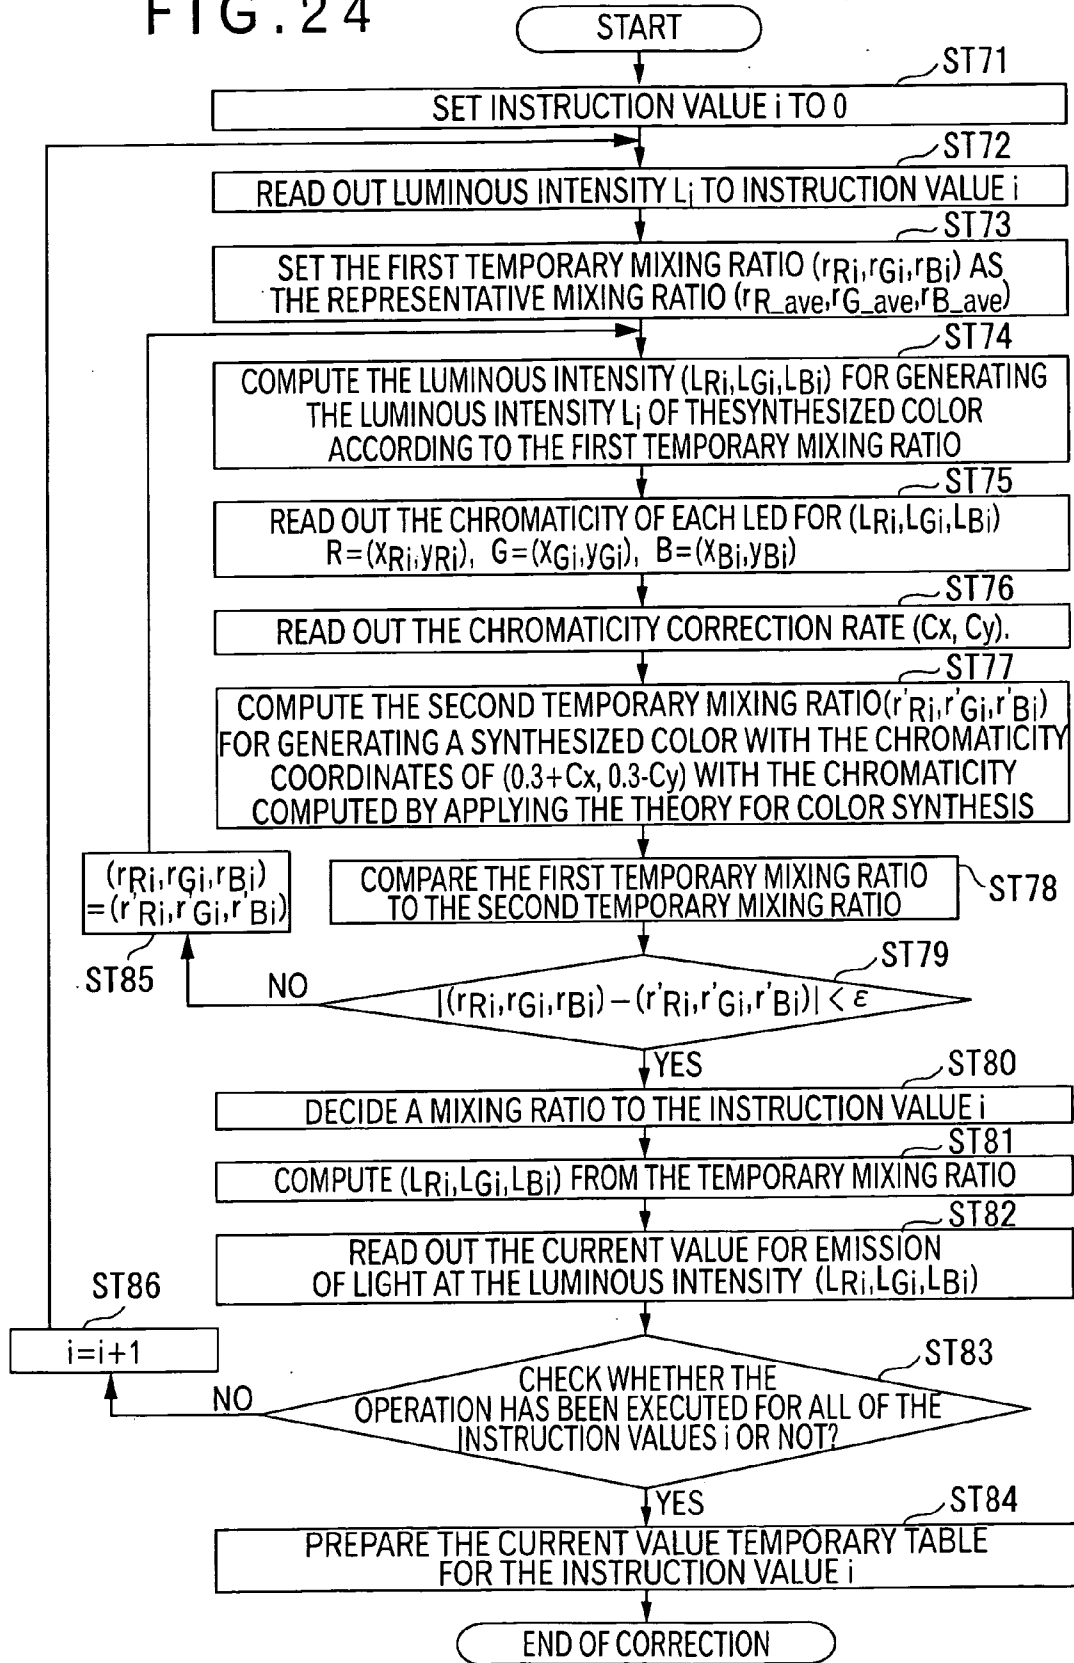 FIG.24
START
ST71
SET INSTRUCTION VALUE i TO 0
ST72
READ OUT LUMINOUS INTENSITY Li TO INSTRUCTION VALUE i
ST73
SET THE FIRST TEMPORARY MIXING RATIO (rRi,rGi,rBi) AS
THE REPRESENTATIVE MIXING RATIO (rR_ave,rG_ave,rB_ave)
ST74
COMPUTE THE LUMINOUS INTENSITY (LRi,LGi,LBi) FOR GENERATING
THE LUMINOUS INTENSITY Li OF THESYNTHESIZED COLOR
ACCORDING TO THE FIRST TEMPORARY MIXING RATIO
ST75
READ OUT THE CHROMATICITY OF EACH LED FOR (LRi,LGi,LBi)
R=(xRi,yRi), G=(xGi,yGi), B=(xBi,yBi)
ST76
READ OUT THE CHROMATICITY CORRECTION RATE (Cx, Cy).
ST77
COMPUTE THE SECOND TEMPORARY MIXING RATIO(r'Ri,r'Gi,r'Bi)
FOR GENERATING A SYNTHESIZED COLOR WITH THE CHROMATICITY
COORDINATES OF (0.3+Cx, 0.3-Cy) WITH THE CHROMATICITY
COMPUTED BY APPLYING THE THEORY FOR COLOR SYNTHESIS
(rRi,rGi,rBi)
=(r'Ri,r'Gi,r'Bi)
ST85
COMPARE THE FIRST TEMPORARY MIXING RATIO
TO THE SECOND TEMPORARY MIXING RATIO
ST78
ST79
NO
|(rRi,rGi,rBi)−(r'Ri,r'Gi,r'Bi)| < ε
YES
ST80
DECIDE A MIXING RATIO TO THE INSTRUCTION VALUE i
ST81
COMPUTE (LRi,LGi,LBi) FROM THE TEMPORARY MIXING RATIO
ST82
READ OUT THE CURRENT VALUE FOR EMISSION
OF LIGHT AT THE LUMINOUS INTENSITY (LRi,LGi,LBi)
ST86
i=i+1
NO
ST83
CHECK WHETHER THE
OPERATION HAS BEEN EXECUTED FOR ALL OF THE
INSTRUCTION VALUES i OR NOT?
YES
ST84
PREPARE THE CURRENT VALUE TEMPORARY TABLE
FOR THE INSTRUCTION VALUE i
END OF CORRECTION